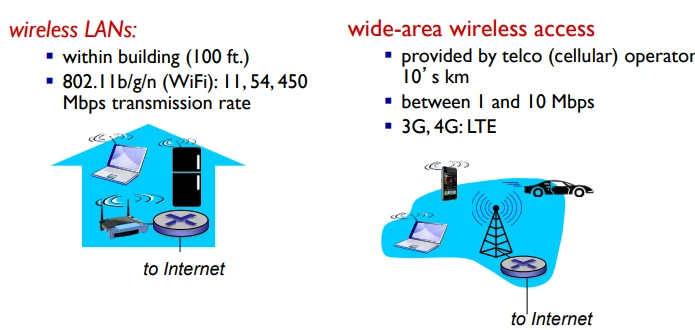 wireless LANs:
▪ within building (100 ft.)
▪ 802.11b/g/n (WiFi): 11, 54, 450
Mbps transmission rate
to Internet
wide-area wireless access
▪ provided by telco (cellular) operator
10’s km
▪ between 1 and 10 Mbps
▪ 3G, 4G: LTE
to Internet